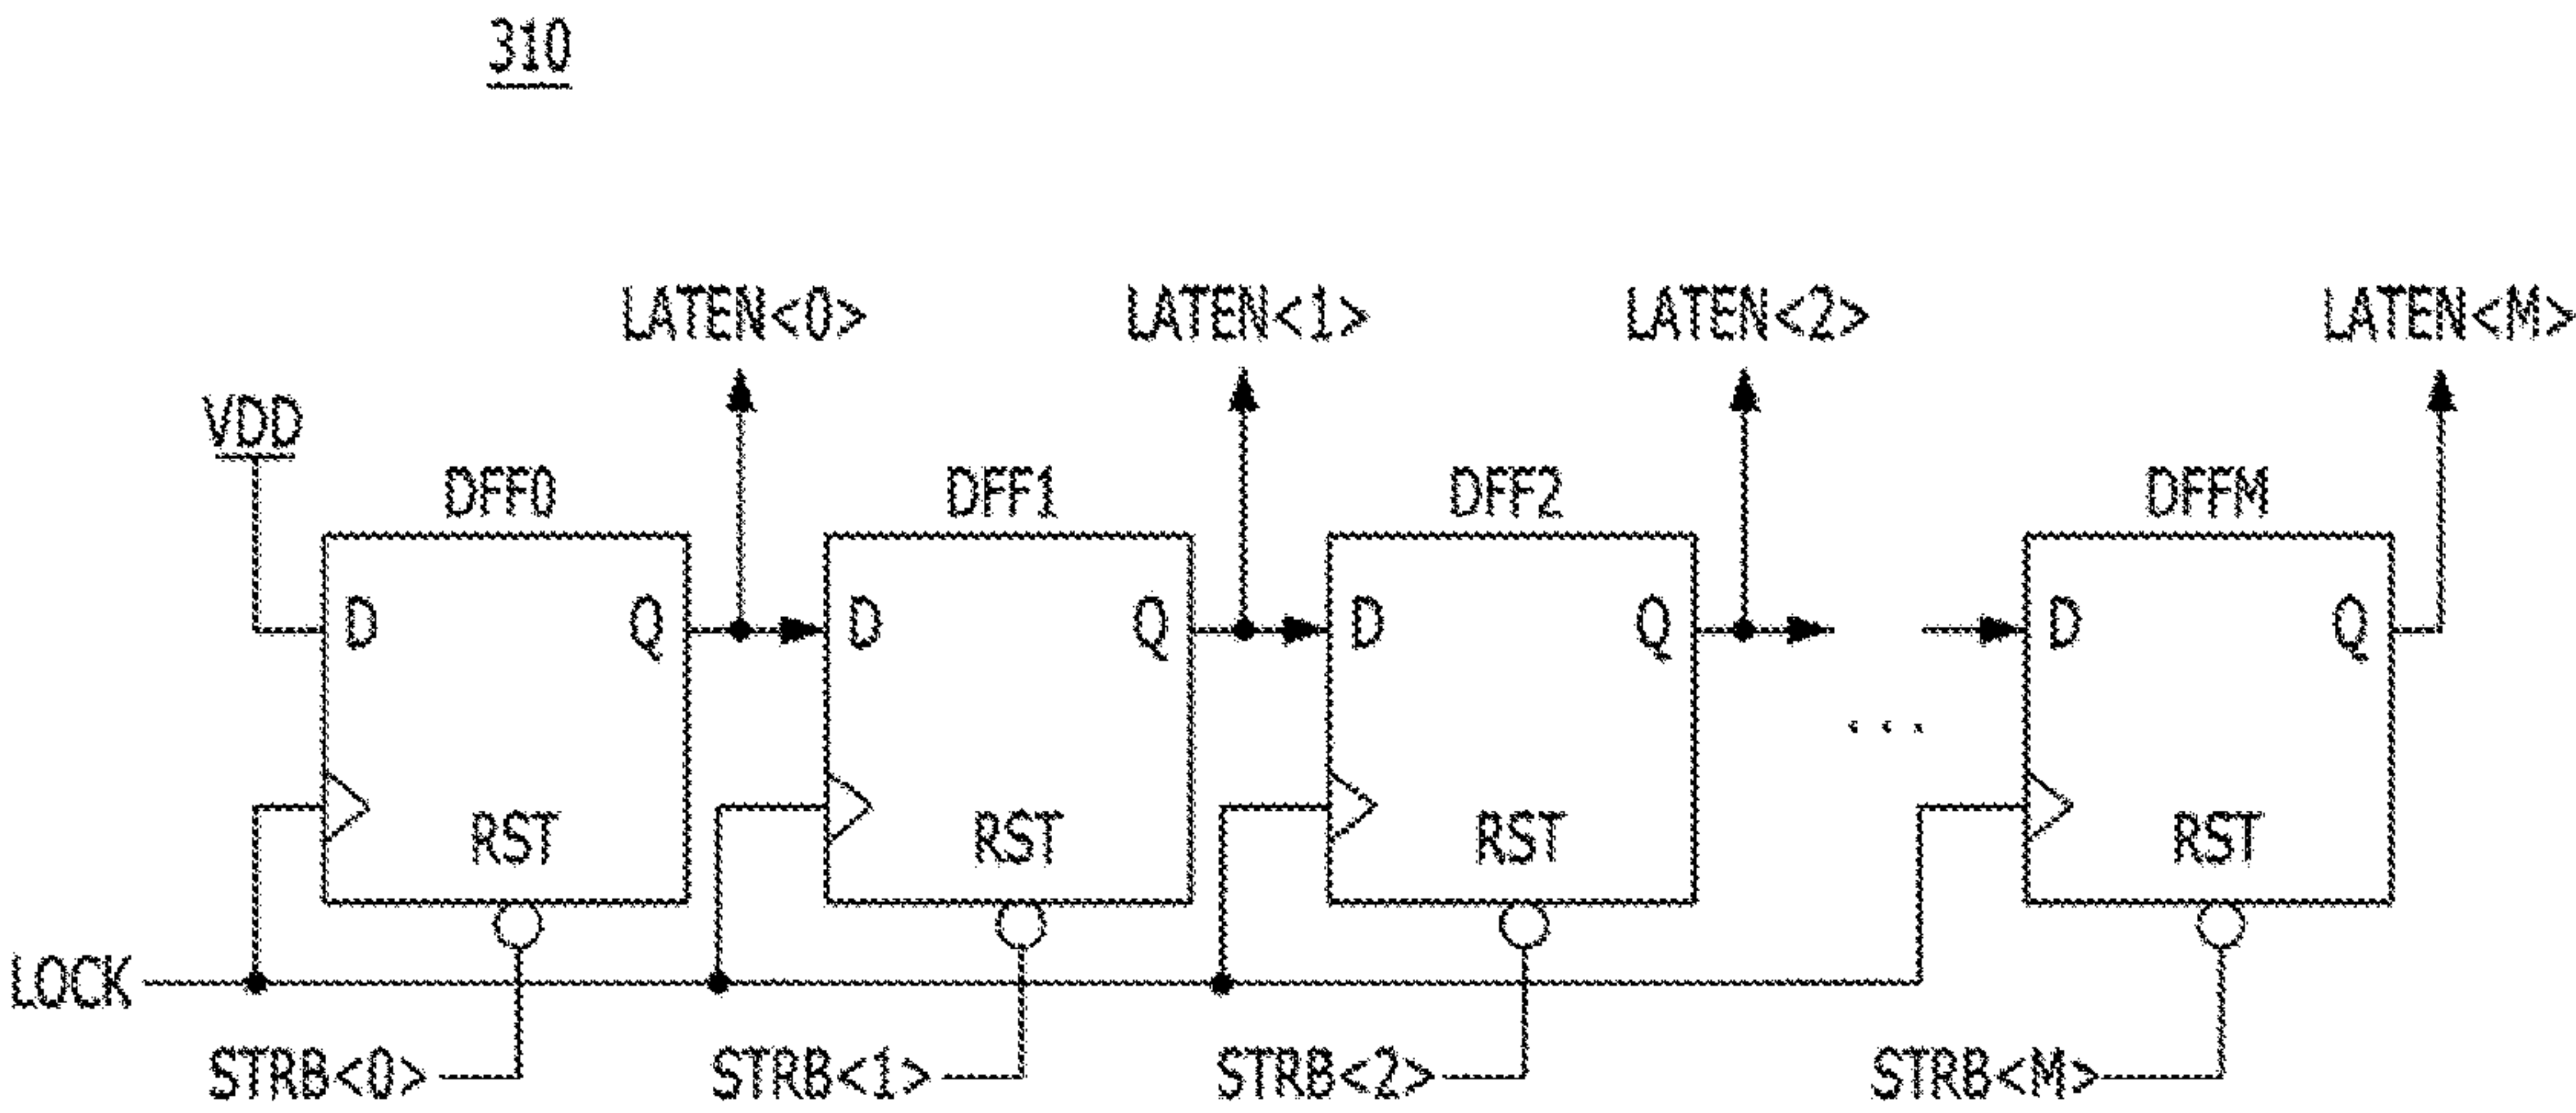 310
LATEN<0> LATEN<1> LATEN<2> LATEN<M>
VDD
DFF0 DFF1 DFF2 DFFM
D Q D Q D Q D Q
...
RST RST RST RST
LOCK
STRB<0> STRB<1> STRB<2> STRB<M>